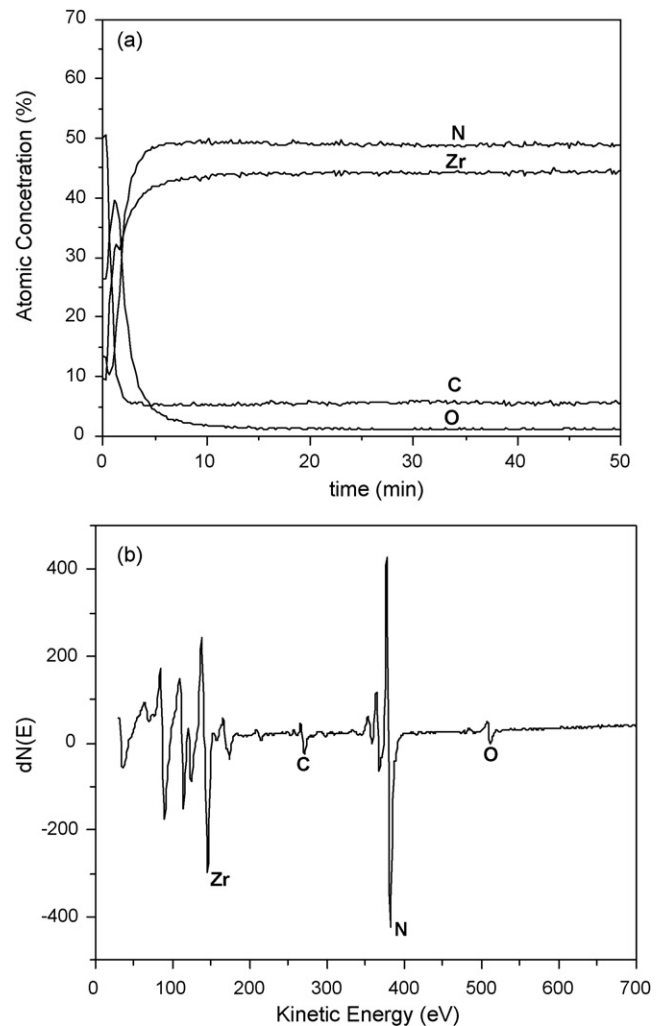 (a)
Atomic Concetration (%)
70
60
50
40
30
20
10
0
N
Zr
C
O
0 10 20 30 40 50
time (min)
(b)
dN(E)
400
200
0
-200
-400
Zr
C
N
O
0 100 200 300 400 500 600 700
Kinetic Energy (eV)